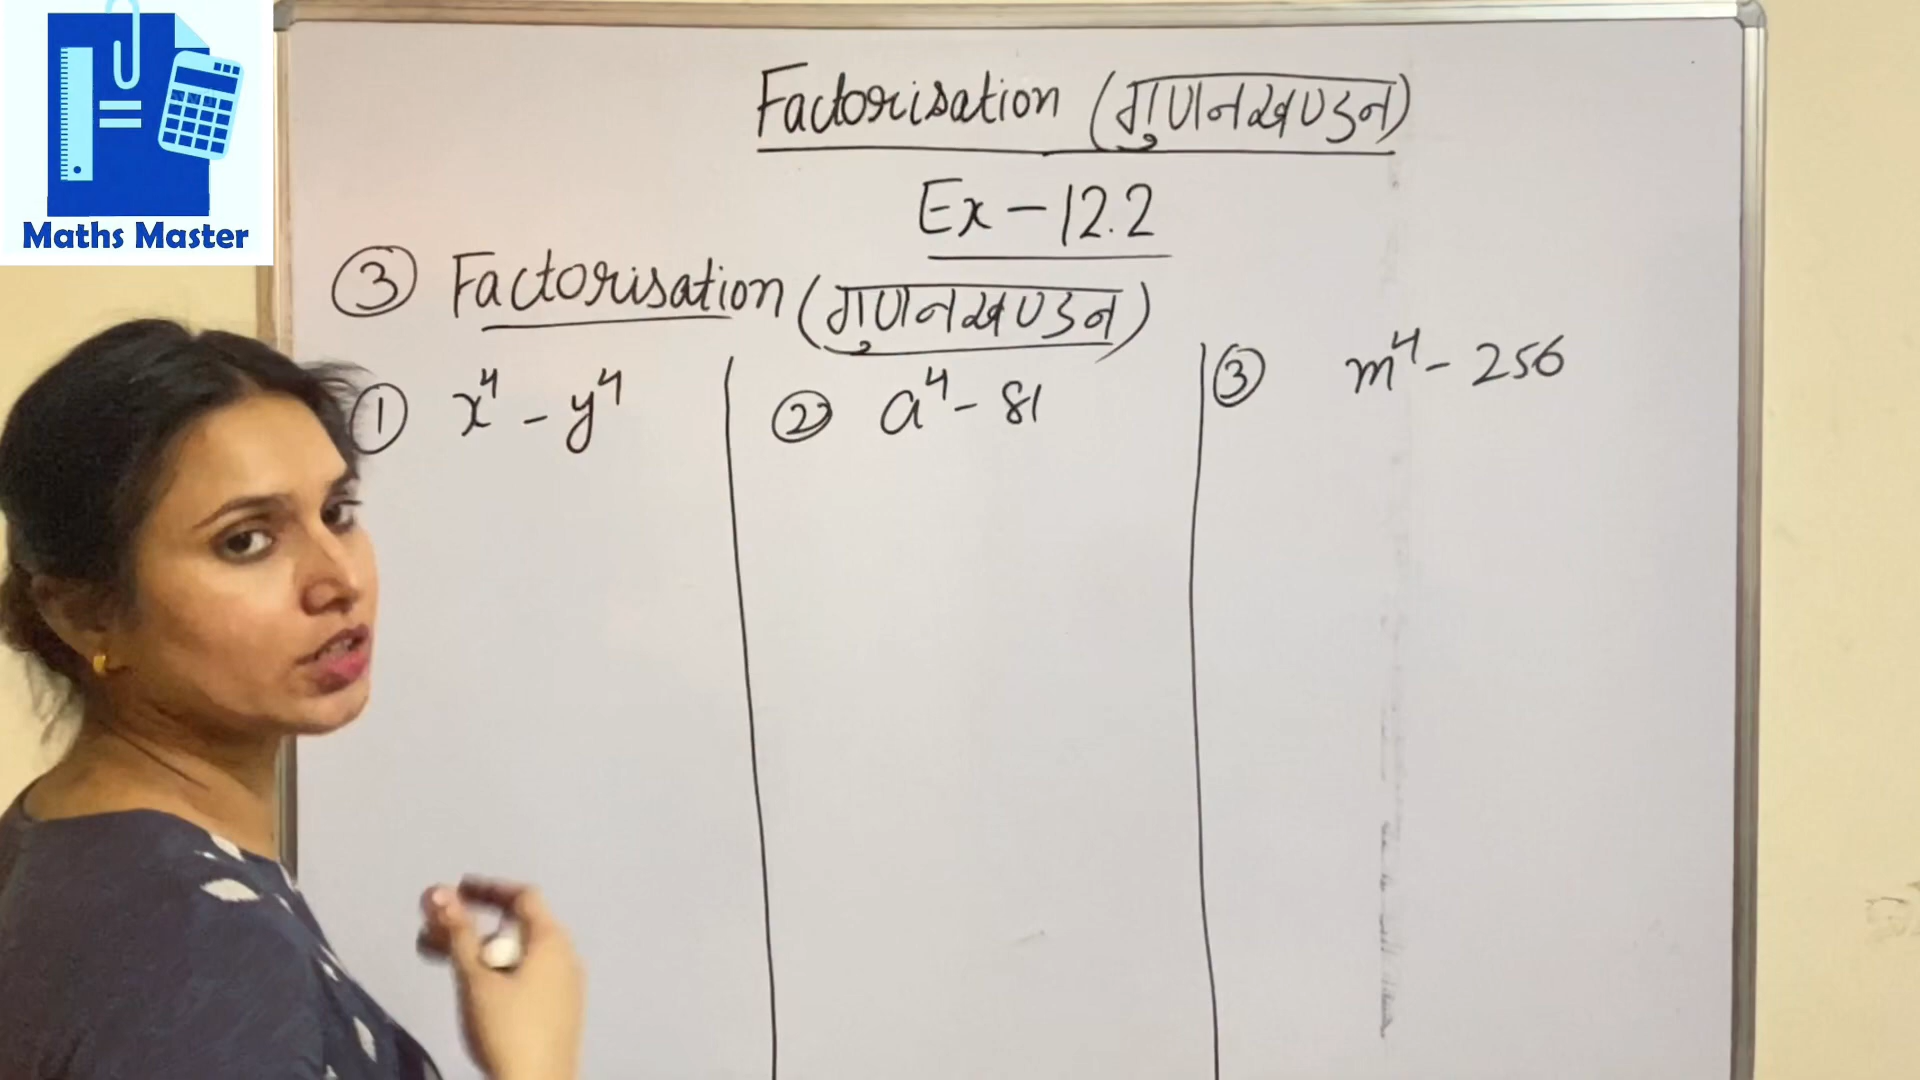 Maths Master
Factorisation (गुणनखण्डन)
Ex - 12.2
③ Factorisation (गुणनखण्डन)
① x⁴ - y⁴
② a⁴ - 81
③ m⁴ - 256